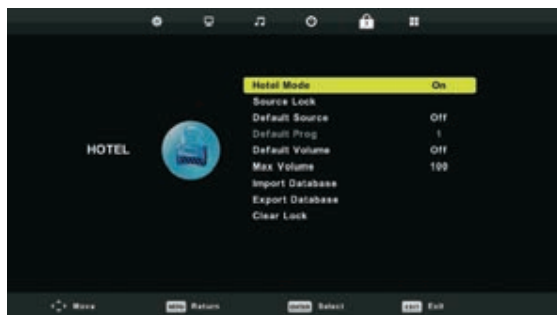 Hotel Mode On
Source Lock
Default Source Off
Default Prog 1
HOTEL
Default Volume Off
Max Volume 100
Import Database
Export Database
Clear Lock
Move MENU Return ENTER Select EXIT Exit